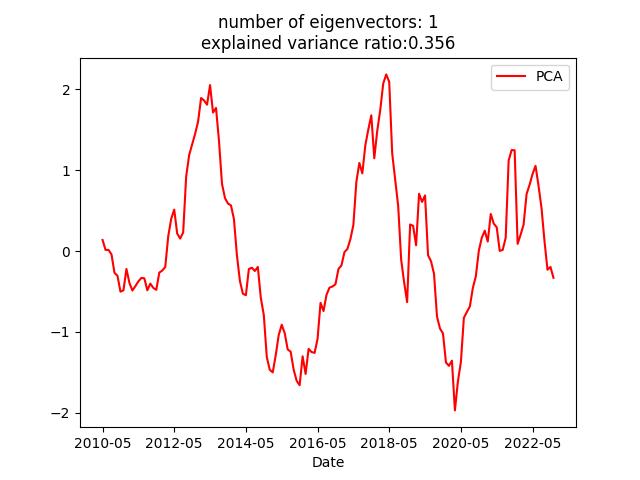 number of eigenvectors: 1
explained variance ratio:0.356
PCA
2
1
0
−1
−2
2010-05 2012-05 2014-05 2016-05 2018-05 2020-05 2022-05
Date